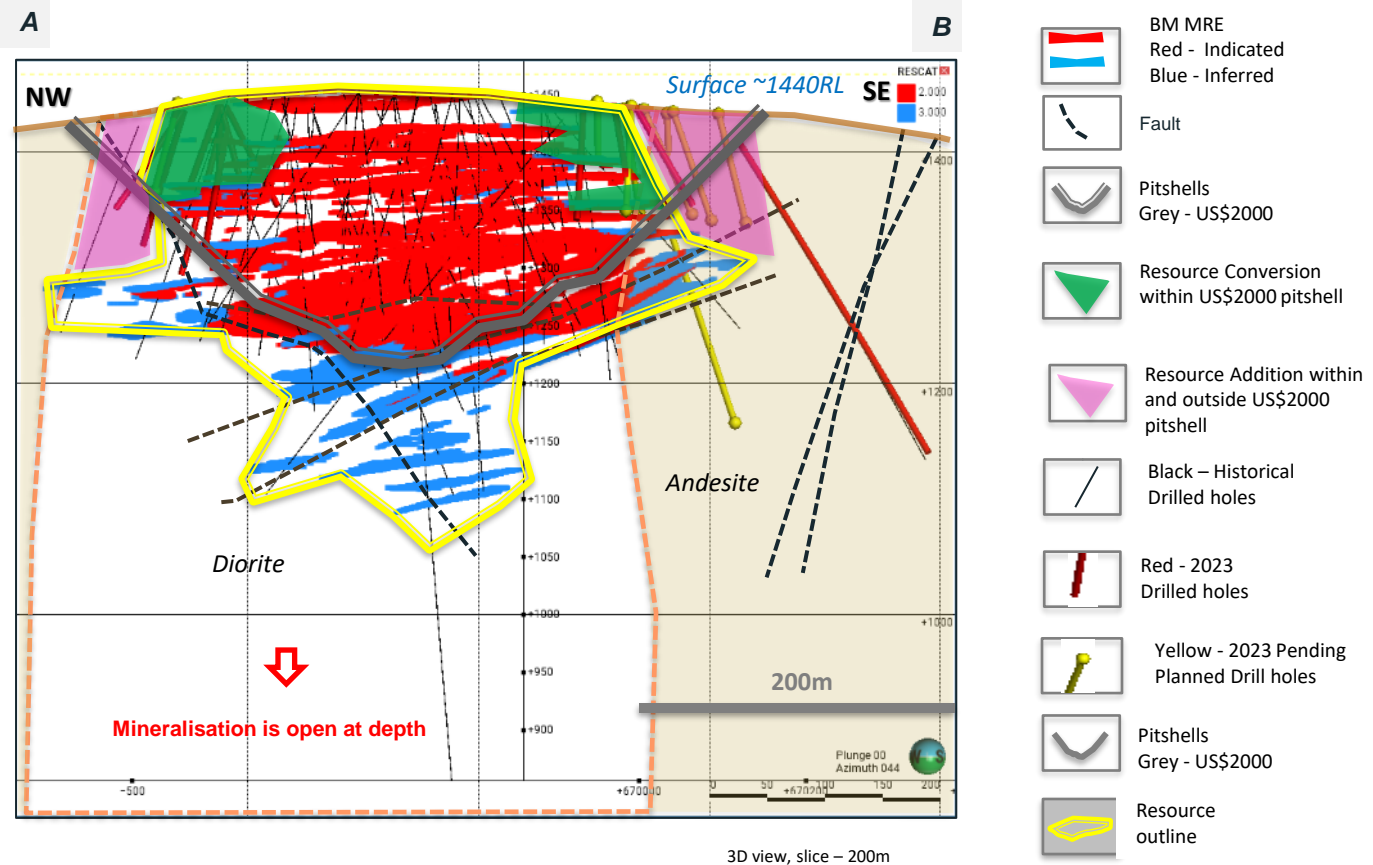 A
B
NW
Surface ~1440RL
SE
RESCAT
2.000
3.000
1450
1400
1350
+1300
+1250
+1200
+1200
+1150
+1100
+1050
+1000
+1000
+950
+900
Andesite
Diorite
Mineralisation is open at depth
200m
Plunge 00
Azimuth 044
-500
0 50 100 150 200
3D view, slice – 200m
BM MRE
Red - Indicated
Blue - Inferred
Fault
Pitshells
Grey - US$2000
Resource Conversion
within US$2000 pitshell
Resource Addition within
and outside US$2000
pitshell
Black – Historical
Drilled holes
Red - 2023
Drilled holes
Yellow - 2023 Pending
Planned Drill holes
Pitshells
Grey - US$2000
Resource
outline